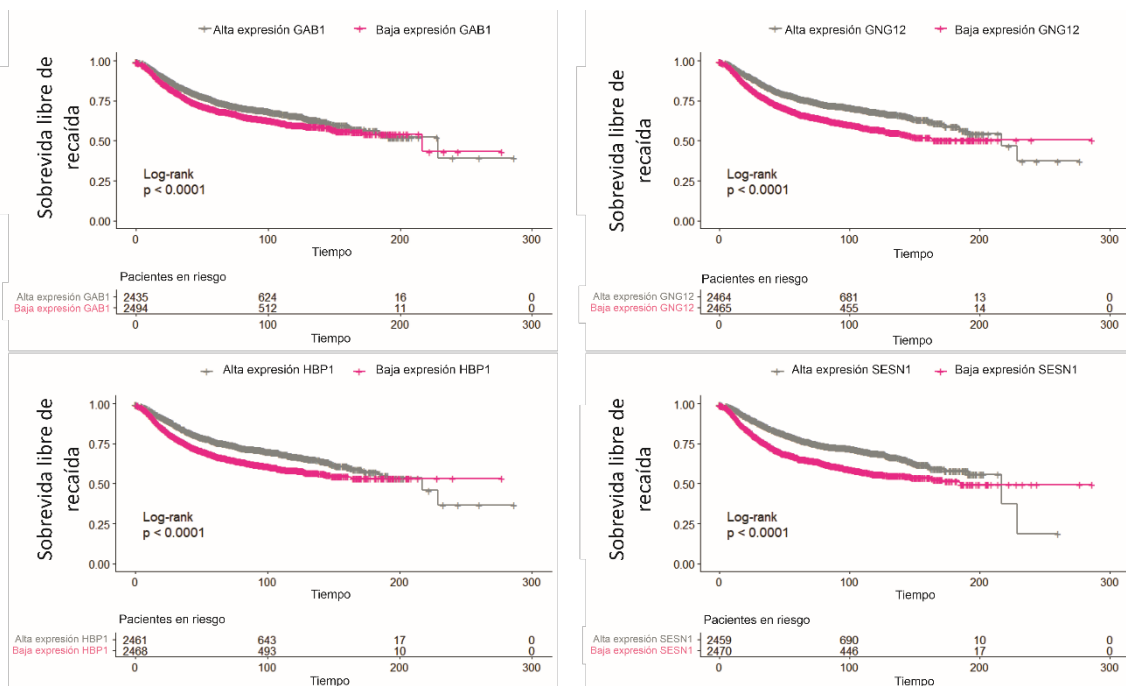 Alta expresión GAB1 Baja expresión GAB1
Sobrevida libre de
recaída
1.00
0.75
0.50
0.25
0.00
Log-rank
p < 0.0001
0 100 200 300
Tiempo
Pacientes en riesgo
Alta expresión GAB1 2435 624 16 0
Baja expresión GAB1 2494 512 11 0
0 100 200 300
Tiempo
Alta expresión GNG12 Baja expresión GNG12
Sobrevida libre de
recaída
1.00
0.75
0.50
0.25
0.00
Log-rank
p < 0.0001
0 100 200 300
Tiempo
Pacientes en riesgo
Alta expresión GNG12 2464 681 13 0
Baja expresión GNG12 2465 455 14 0
0 100 200 300
Tiempo
Alta expresión HBP1 Baja expresión HBP1
Sobrevida libre de
recaída
1.00
0.75
0.50
0.25
0.00
Log-rank
p < 0.0001
0 100 200 300
Tiempo
Pacientes en riesgo
Alta expresión HBP1 2461 643 17 0
Baja expresión HBP1 2468 493 10 0
0 100 200 300
Tiempo
Alta expresión SESN1 Baja expresión SESN1
Sobrevida libre de
recaída
1.00
0.75
0.50
0.25
0.00
Log-rank
p < 0.0001
0 100 200 300
Tiempo
Pacientes en riesgo
Alta expresión SESN1 2459 690 10 0
Baja expresión SESN1 2470 446 17 0
0 100 200 300
Tiempo